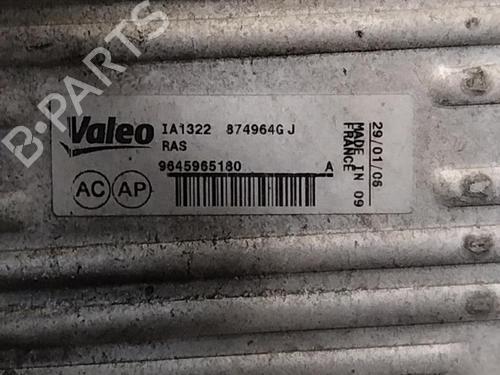 B-PARTS
Valeo
IA1322 874964G J
RAS
9645965180 A
AC AP
29/01/06
MADE IN 09
FRANCE